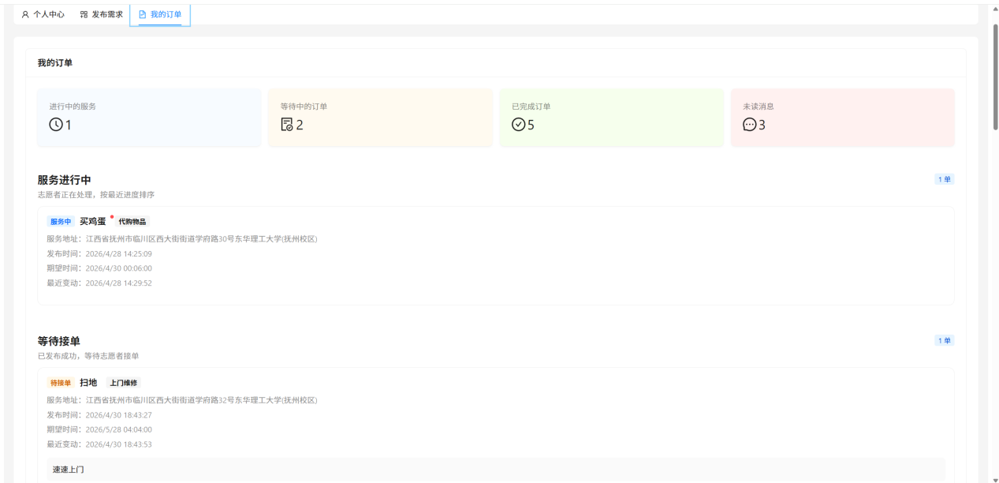 个人中心 发布需求 我的订单
我的订单
进行中的服务 等待中的订单 已完成订单 未读消息
1 2 5 3
服务进行中 1 单
志愿者正在处理，按最近进度排序
服务中 买鸡蛋 代购物品
服务地址：江西省抚州市临川区西大街街道学府路30号东华理工大学(抚州校区)
发布时间：2026/4/28 14:25:09
期望时间：2026/4/30 00:06:00
最近变动：2026/4/28 14:29:52
等待接单 1 单
已发布成功，等待志愿者接单
待接单 扫地 上门维修
服务地址：江西省抚州市临川区西大街街道学府路32号东华理工大学(抚州校区)
发布时间：2026/4/30 18:43:27
期望时间：2026/5/28 04:04:00
最近变动：2026/4/30 18:43:53
速速上门